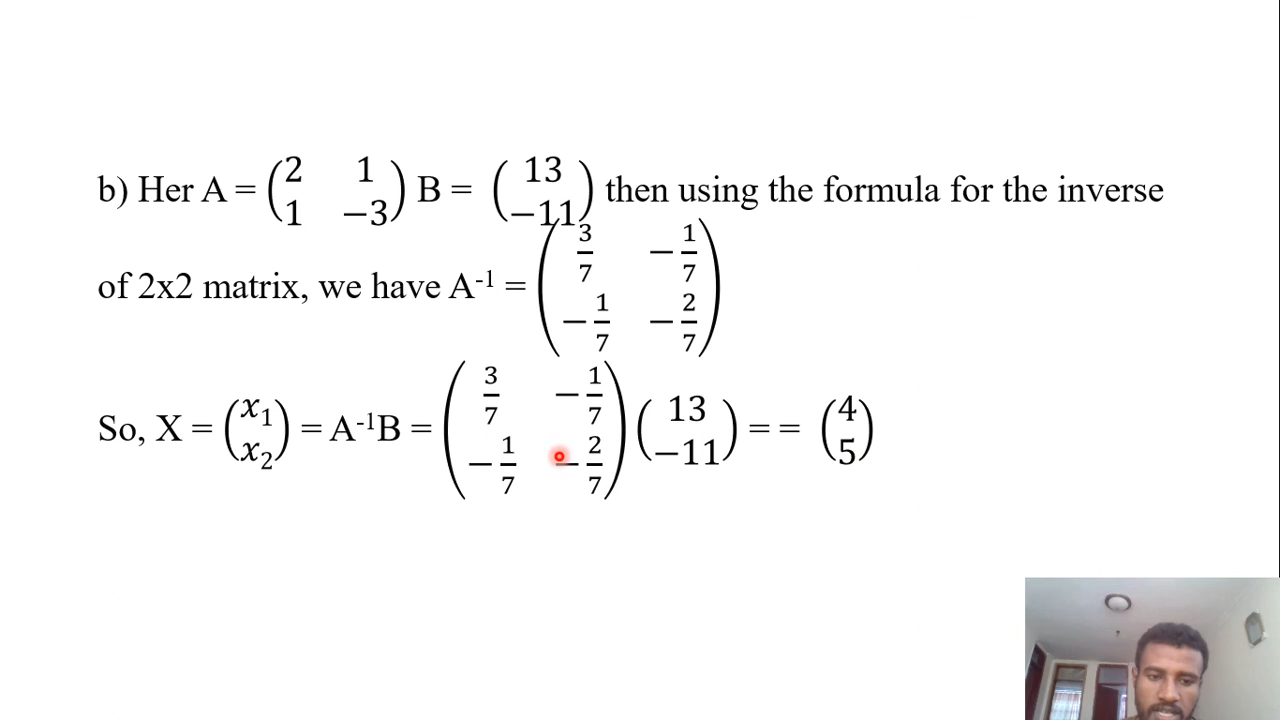 b) Her A = (2 1 1 −3) B = (13 −11) then using the formula for the inverse
of 2x2 matrix, we have A⁻¹ = (3/7 −1/7 −1/7 −2/7)
So, X = (x₁ x₂) = A⁻¹B = (3/7 −1/7 −1/7 −2/7) (13 −11) = = (4 5)